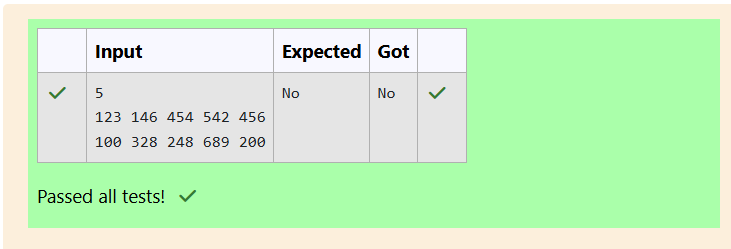 Input Expected Got
5 No No
123 146 454 542 456
100 328 248 689 200
Passed all tests!